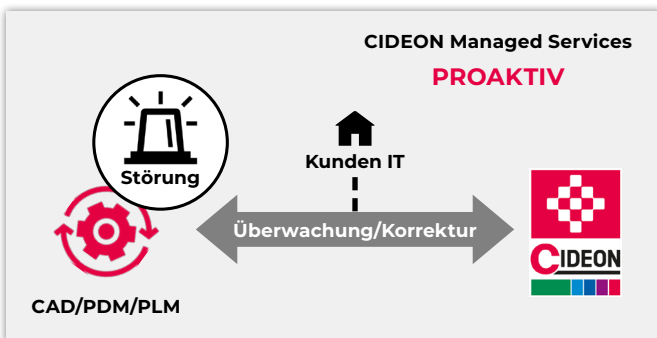 CIDEON Managed Services
PROAKTIV
Störung
Kunden IT
Überwachung/Korrektur
CIDEON
CAD/PDM/PLM